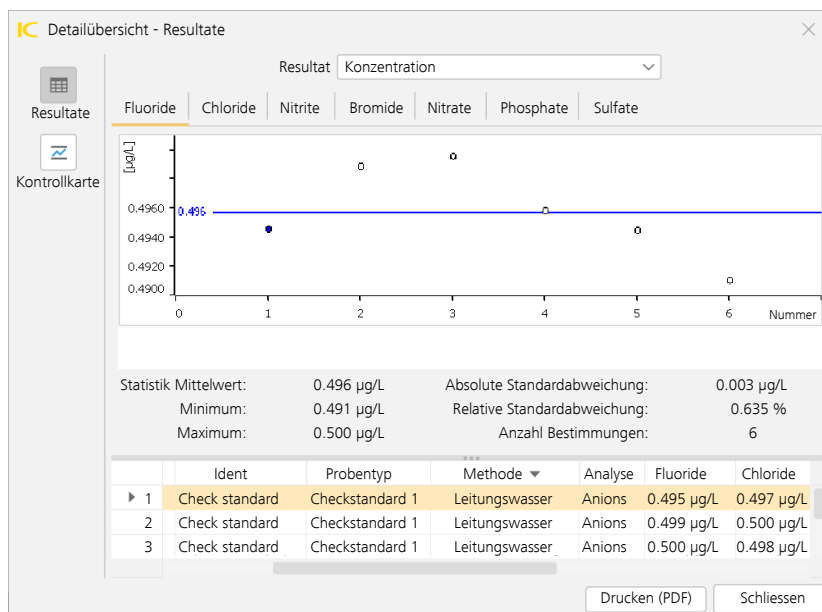 Detailübersicht - Resultate
Resultat Konzentration
Resultate
Kontrollkarte
Fluoride Chloride Nitrite Bromide Nitrate Phosphate Sulfate
[µg/L]
0.4960
0.496
0.4940
0.4920
0.4900
0 1 2 3 4 5 6 Nummer
Statistik Mittelwert: 0.496 µg/L Absolute Standardabweichung: 0.003 µg/L
Minimum: 0.491 µg/L Relative Standardabweichung: 0.635 %
Maximum: 0.500 µg/L Anzahl Bestimmungen: 6
Ident Probentyp Methode Analyse Fluoride Chloride
1 Check standard Checkstandard 1 Leitungswasser Anions 0.495 µg/L 0.497 µg/L
2 Check standard Checkstandard 1 Leitungswasser Anions 0.499 µg/L 0.500 µg/L
3 Check standard Checkstandard 1 Leitungswasser Anions 0.500 µg/L 0.498 µg/L
Drucken (PDF) Schliessen